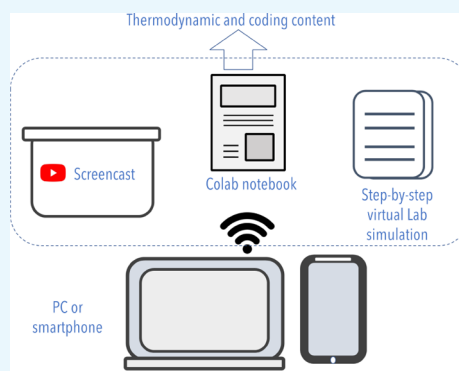 Thermodynamic and coding content
Screencast
Colab notebook
Step-by-step
virtual Lab
simulation
PC or
smartphone